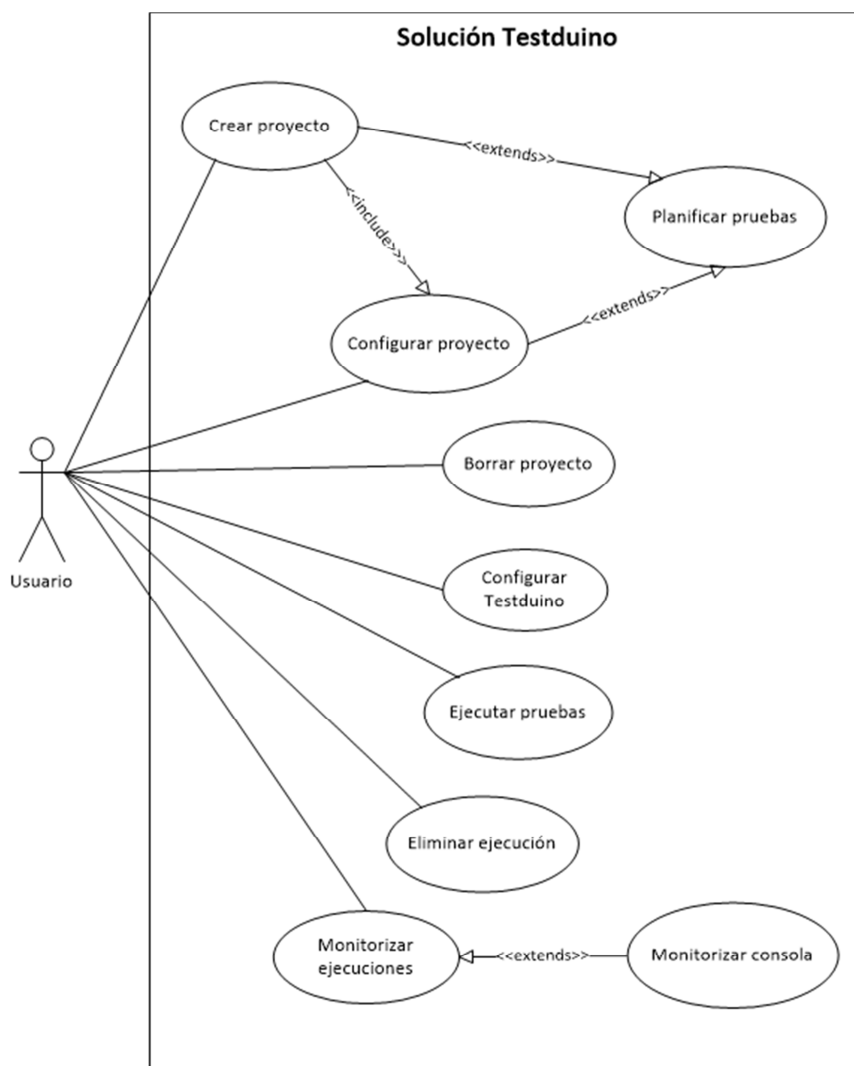 Solución Testduino
Crear proyecto
<<extends>>
Planificar pruebas
<<include>>>
Configurar proyecto
<<extends>>
Borrar proyecto
Usuario
Configurar
Testduino
Ejecutar pruebas
Eliminar ejecución
Monitorizar
ejecuciones
<<extends>>
Monitorizar consola